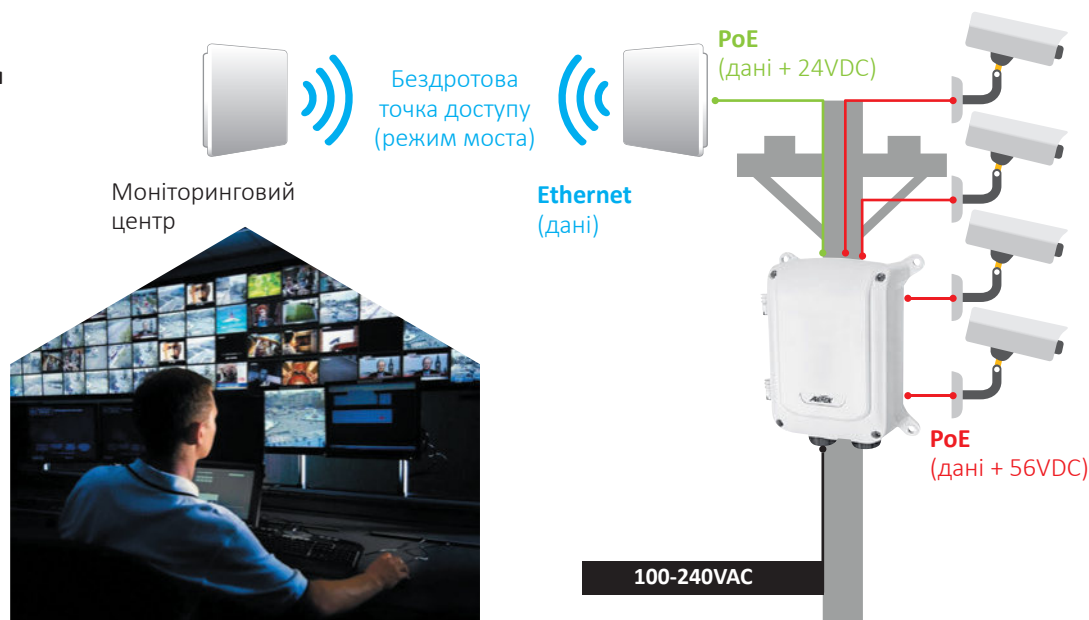 PoE
(дані + 24VDC)
Бездротова
точка доступу
(режим моста)
Моніторинговий
центр
Ethernet
(дані)
PoE
(дані + 56VDC)
100-240VAC